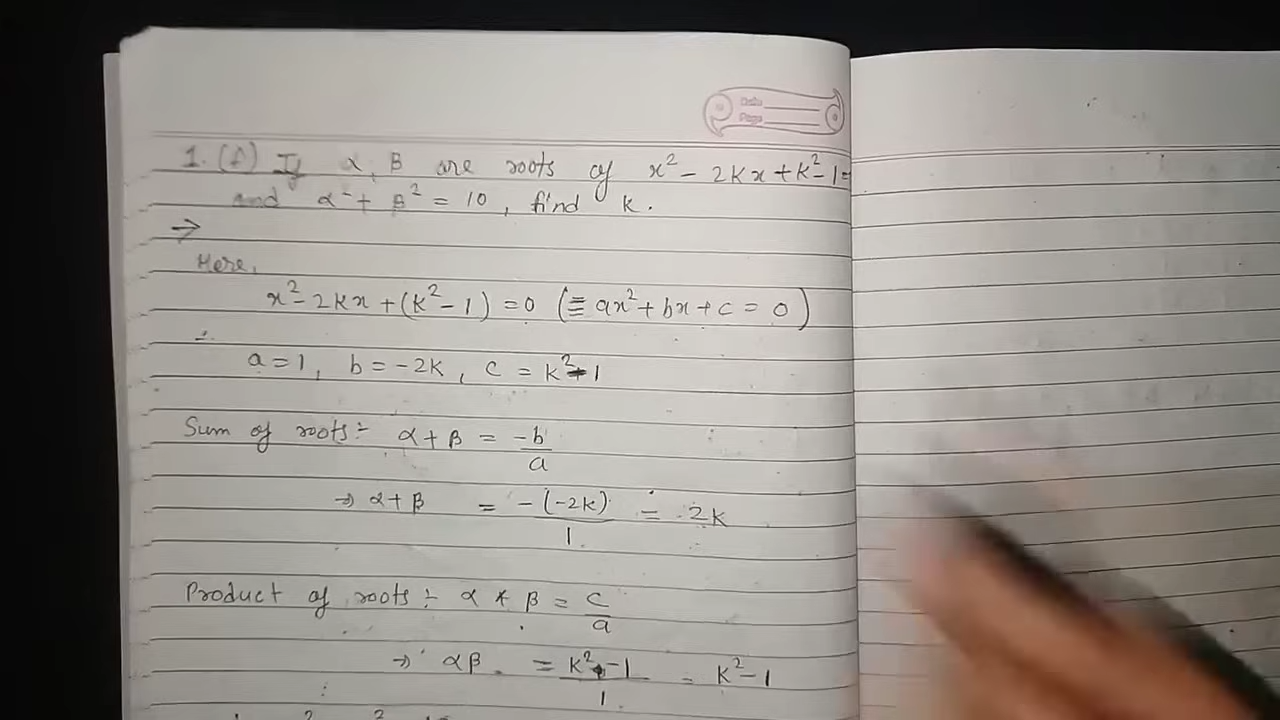 Date
Page
1. (f) If α, β are roots of x² - 2kx + k² - 1 =
and α² + β² = 10, find k.
→
Here,
x² - 2kx + (k² - 1) = 0 (≡ ax² + bx + c = 0)
∴
a = 1, b = -2k, c = k² - 1
Sum of roots :- α + β = -b/a
⇒ α + β = -(-2k)/1 = 2k
Product of roots :- α * β = c/a
⇒ αβ = k² - 1/1 = k² - 1